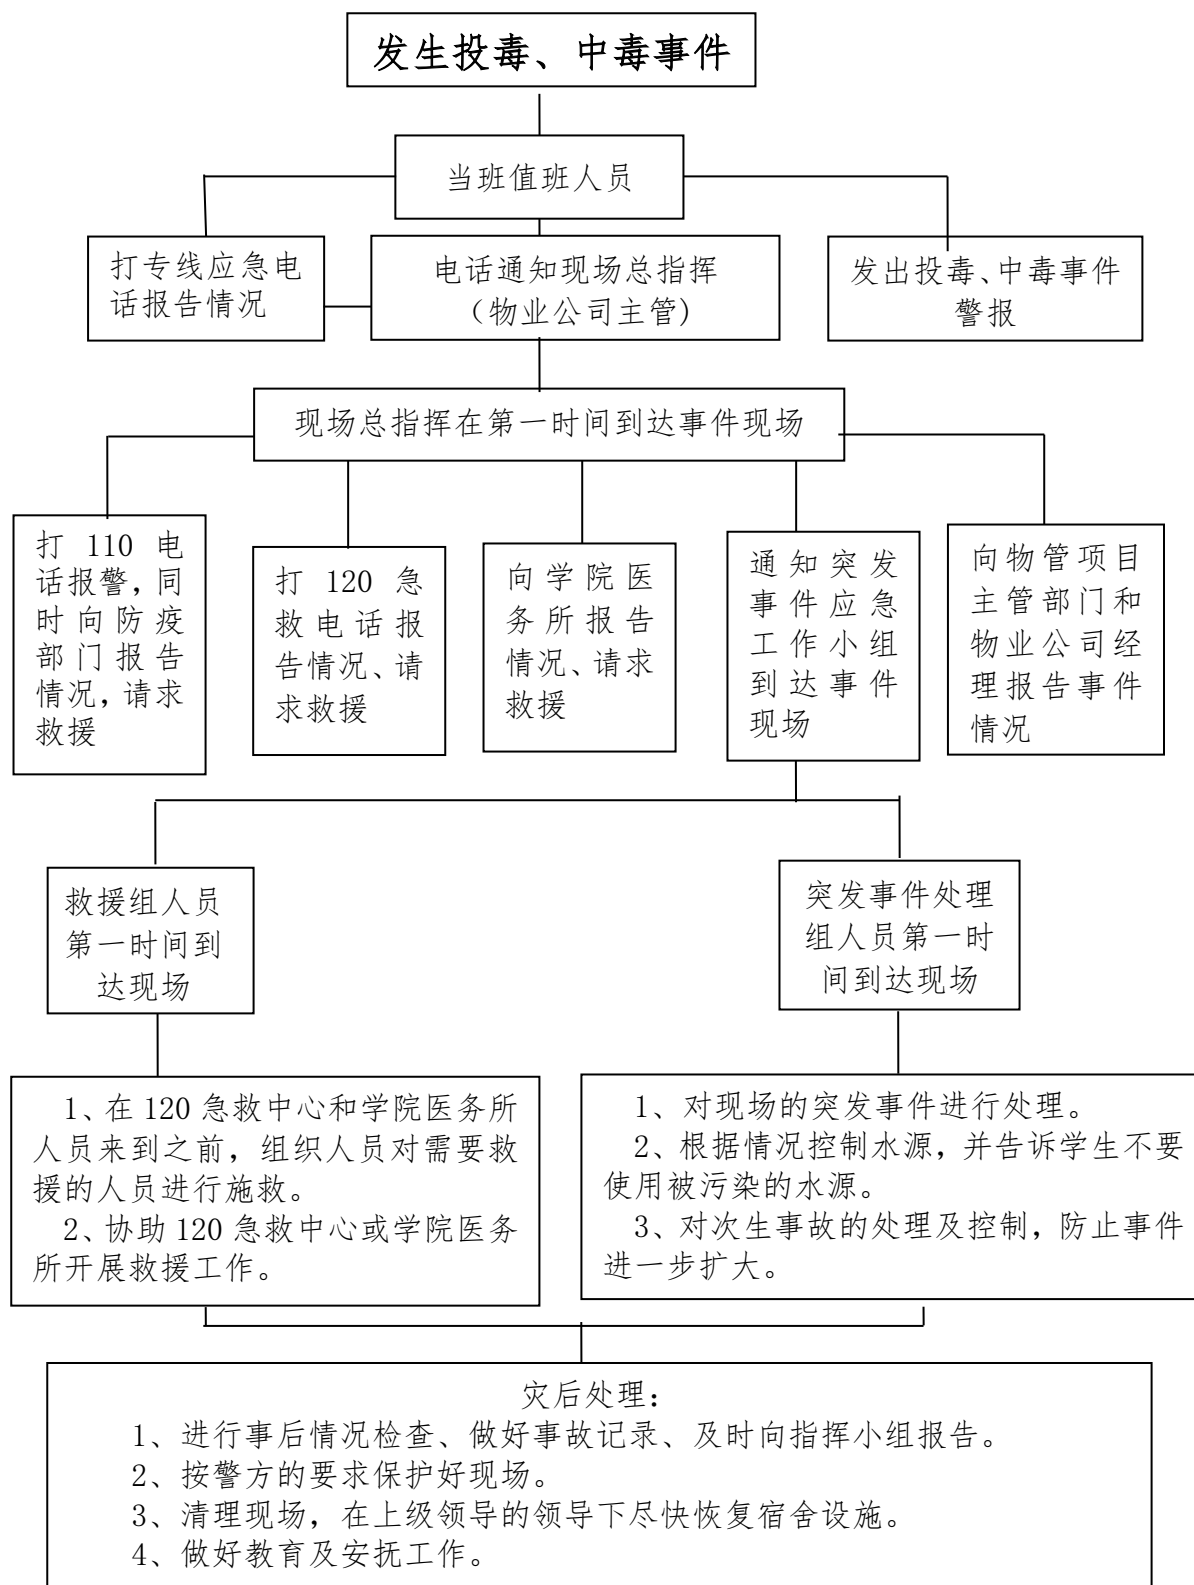 发生投毒、中毒事件
当班值班人员
打专线应急电
话报告情况
电话通知现场总指挥
（物业公司主管)
发出投毒、中毒事件
警报
现场总指挥在第一时间到达事件现场
打 110 电
话报警，同
时向防疫
部门报告
情况，请求
救援
打 120 急
救电话报
告情况、请
求救援
向学院医
务所报告
情况、请求
救援
通知突发
事件应急
工作小组
到达事件
现场
向物管项目
主管部门和
物业公司经
理报告事件
情况
救援组人员
第一时间到
达现场
突发事件处理
组人员第一时
间到达现场
1、在 120 急救中心和学院医务所
人员来到之前，组织人员对需要救
援的人员进行施救。
2、协助 120 急救中心或学院医务
所开展救援工作。
1、对现场的突发事件进行处理。
2、根据情况控制水源，并告诉学生不要
使用被污染的水源。
3、对次生事故的处理及控制，防止事件
进一步扩大。
灾后处理：
1、进行事后情况检查、做好事故记录、及时向指挥小组报告。
2、按警方的要求保护好现场。
3、清理现场，在上级领导的领导下尽快恢复宿舍设施。
4、做好教育及安抚工作。